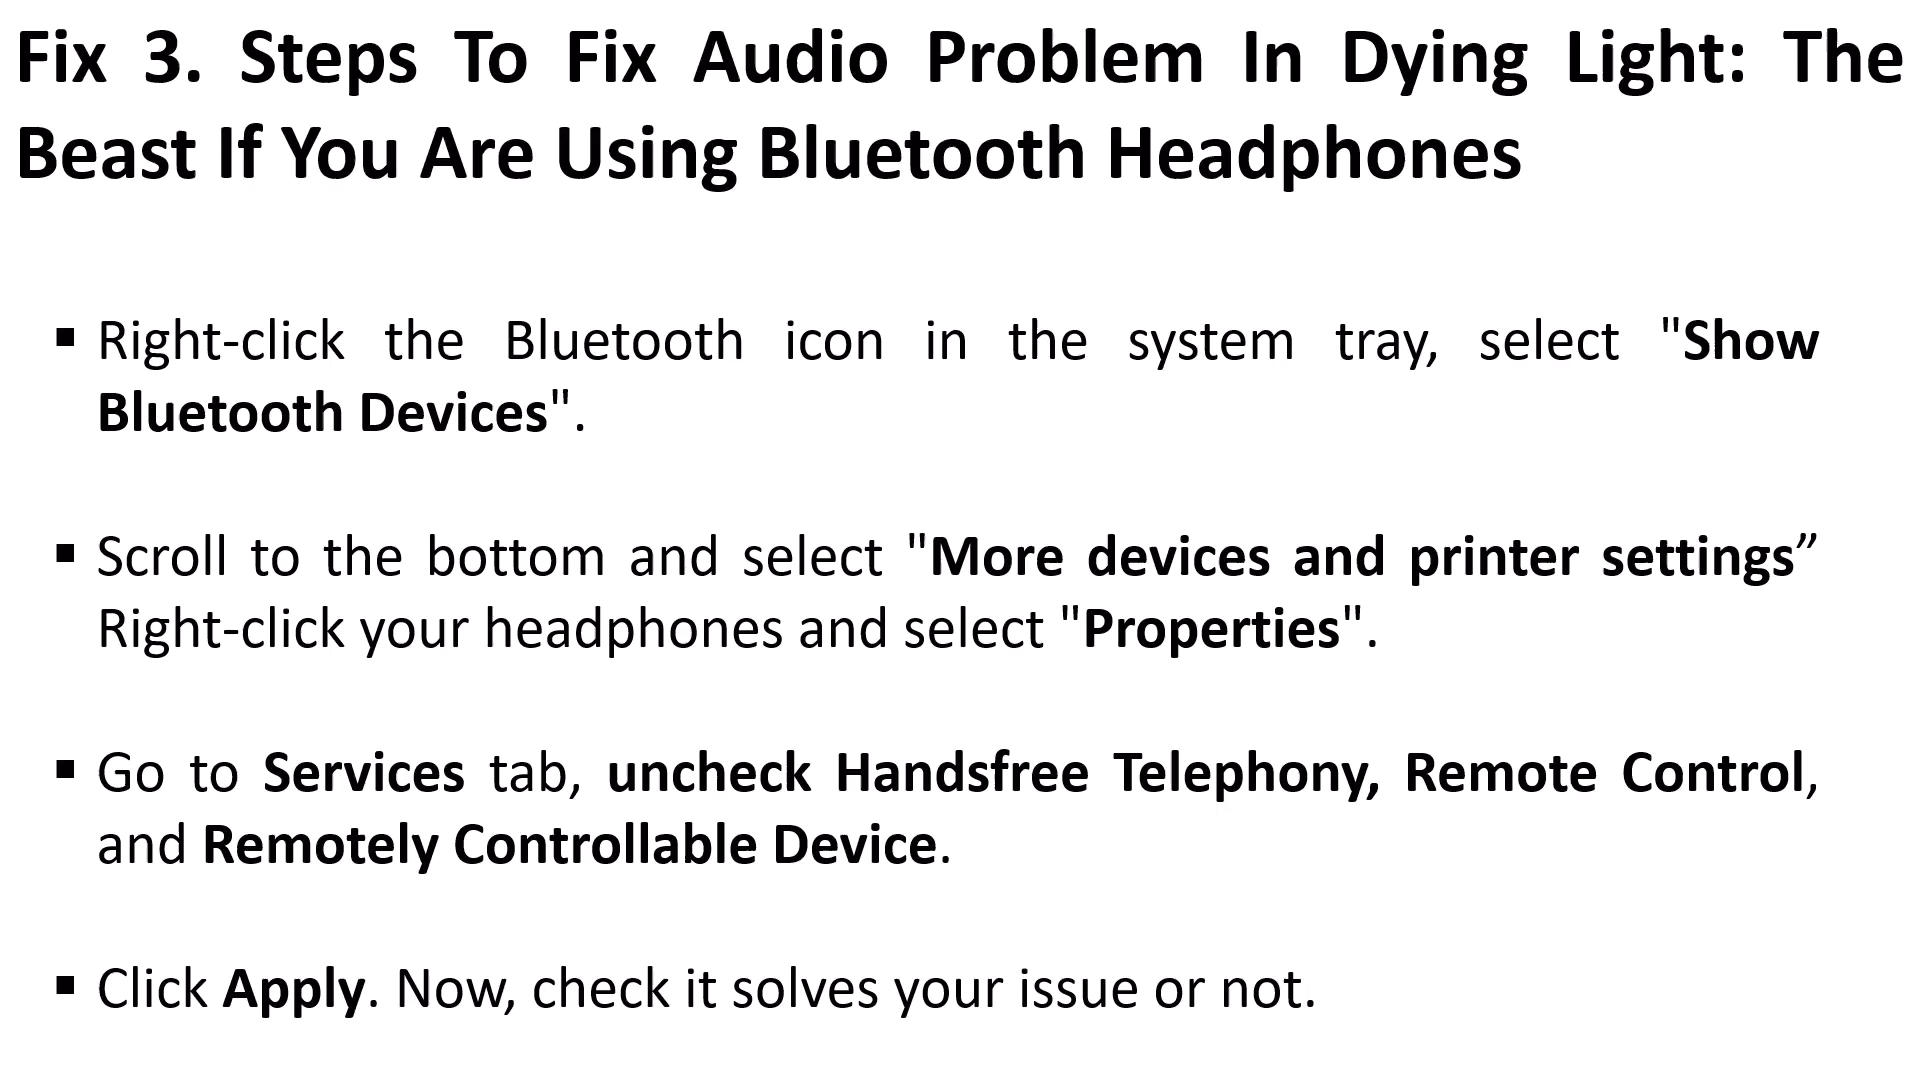 Fix 3. Steps To Fix Audio Problem In Dying Light: The
Beast If You Are Using Bluetooth Headphones
▪ Right-click the Bluetooth icon in the system tray, select "Show
Bluetooth Devices".
▪ Scroll to the bottom and select "More devices and printer settings”
Right-click your headphones and select "Properties".
▪ Go to Services tab, uncheck Handsfree Telephony, Remote Control,
and Remotely Controllable Device.
▪ Click Apply. Now, check it solves your issue or not.